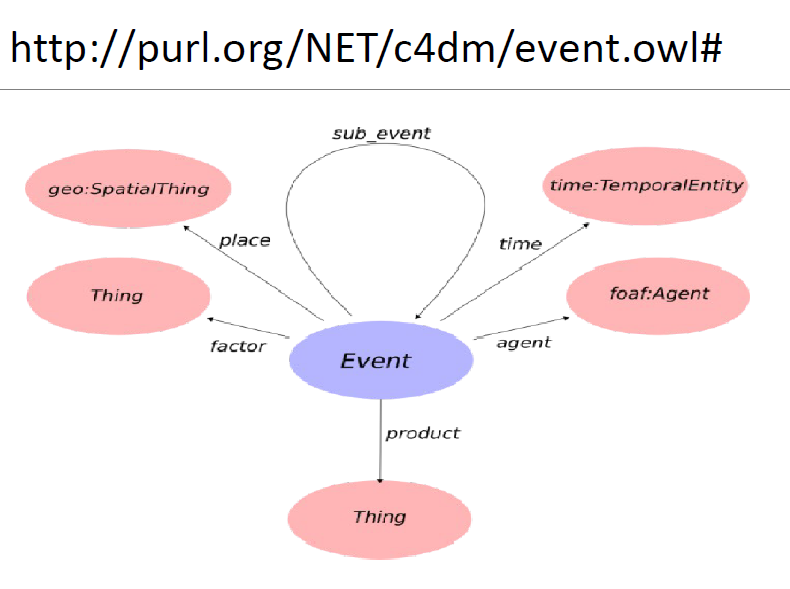 http://purl.org/NET/c4dm/event.owl#
sub_event
geo:SpatialThing
time:TemporalEntity
place
time
Thing
foaf:Agent
factor
agent
Event
product
Thing